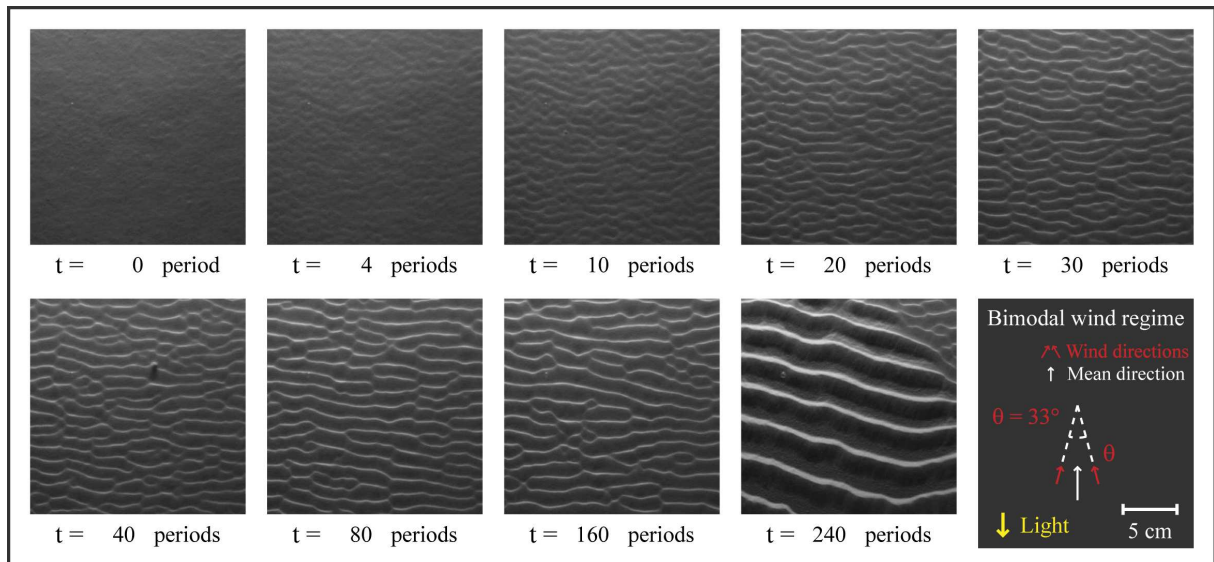 t = 0 period
t = 4 periods
t = 10 periods
t = 20 periods
t = 30 periods
t = 40 periods
t = 80 periods
t = 160 periods
t = 240 periods
Bimodal wind regime
Wind directions
Mean direction
θ = 33°
θ
Light
5 cm